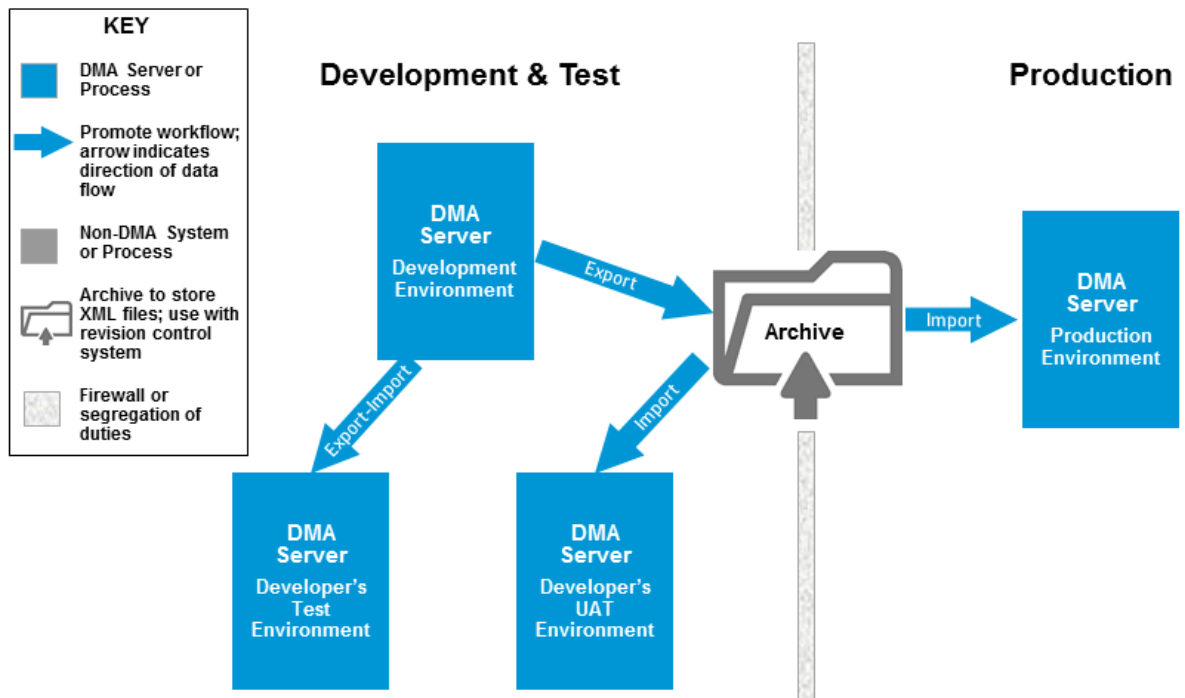 KEY
DMA Server or
Process
Promote workflow;
arrow indicates
direction of data
flow
Non-DMA System
or Process
Archive to store
XML files; use with
revision control
system
Firewall or
segregation of
duties
Development & Test
Production
DMA
Server
Development
Environment
Export
Archive
Import
DMA
Server
Production
Environment
Export-Import
Import
DMA
Server
Developer's
Test
Environment
DMA
Server
Developer's
UAT
Environment